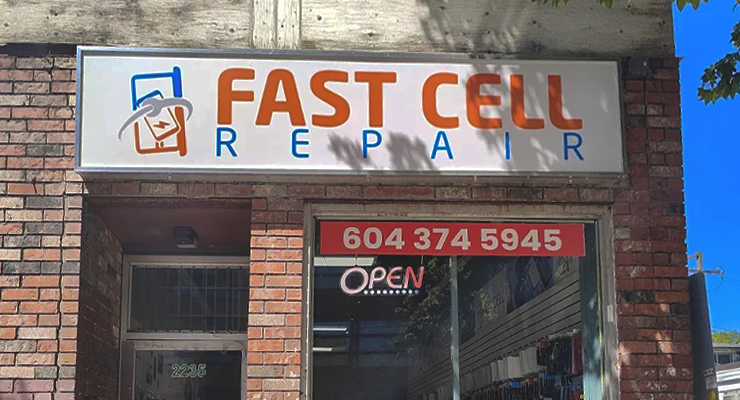 FAST CELL
REPAIR
604 374 5945
OPEN
2235